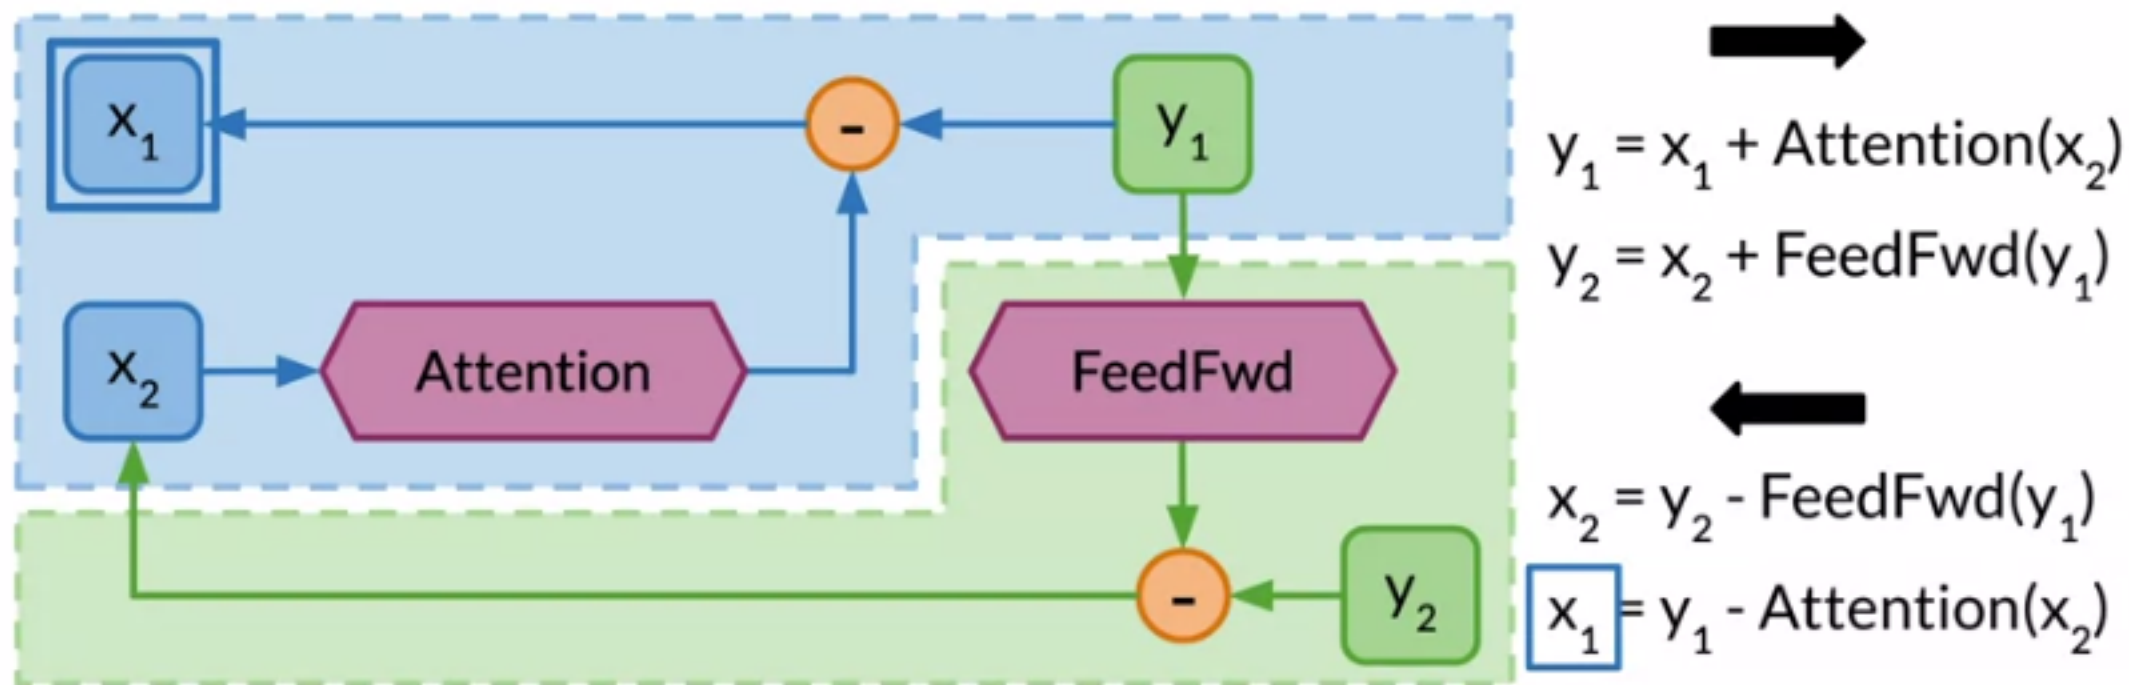 x₁
-
y₁
x₂
Attention
FeedFwd
-
y₂
y₁ = x₁ + Attention(x₂)
y₂ = x₂ + FeedFwd(y₁)
x₂ = y₂ - FeedFwd(y₁)
x₁ = y₁ - Attention(x₂)